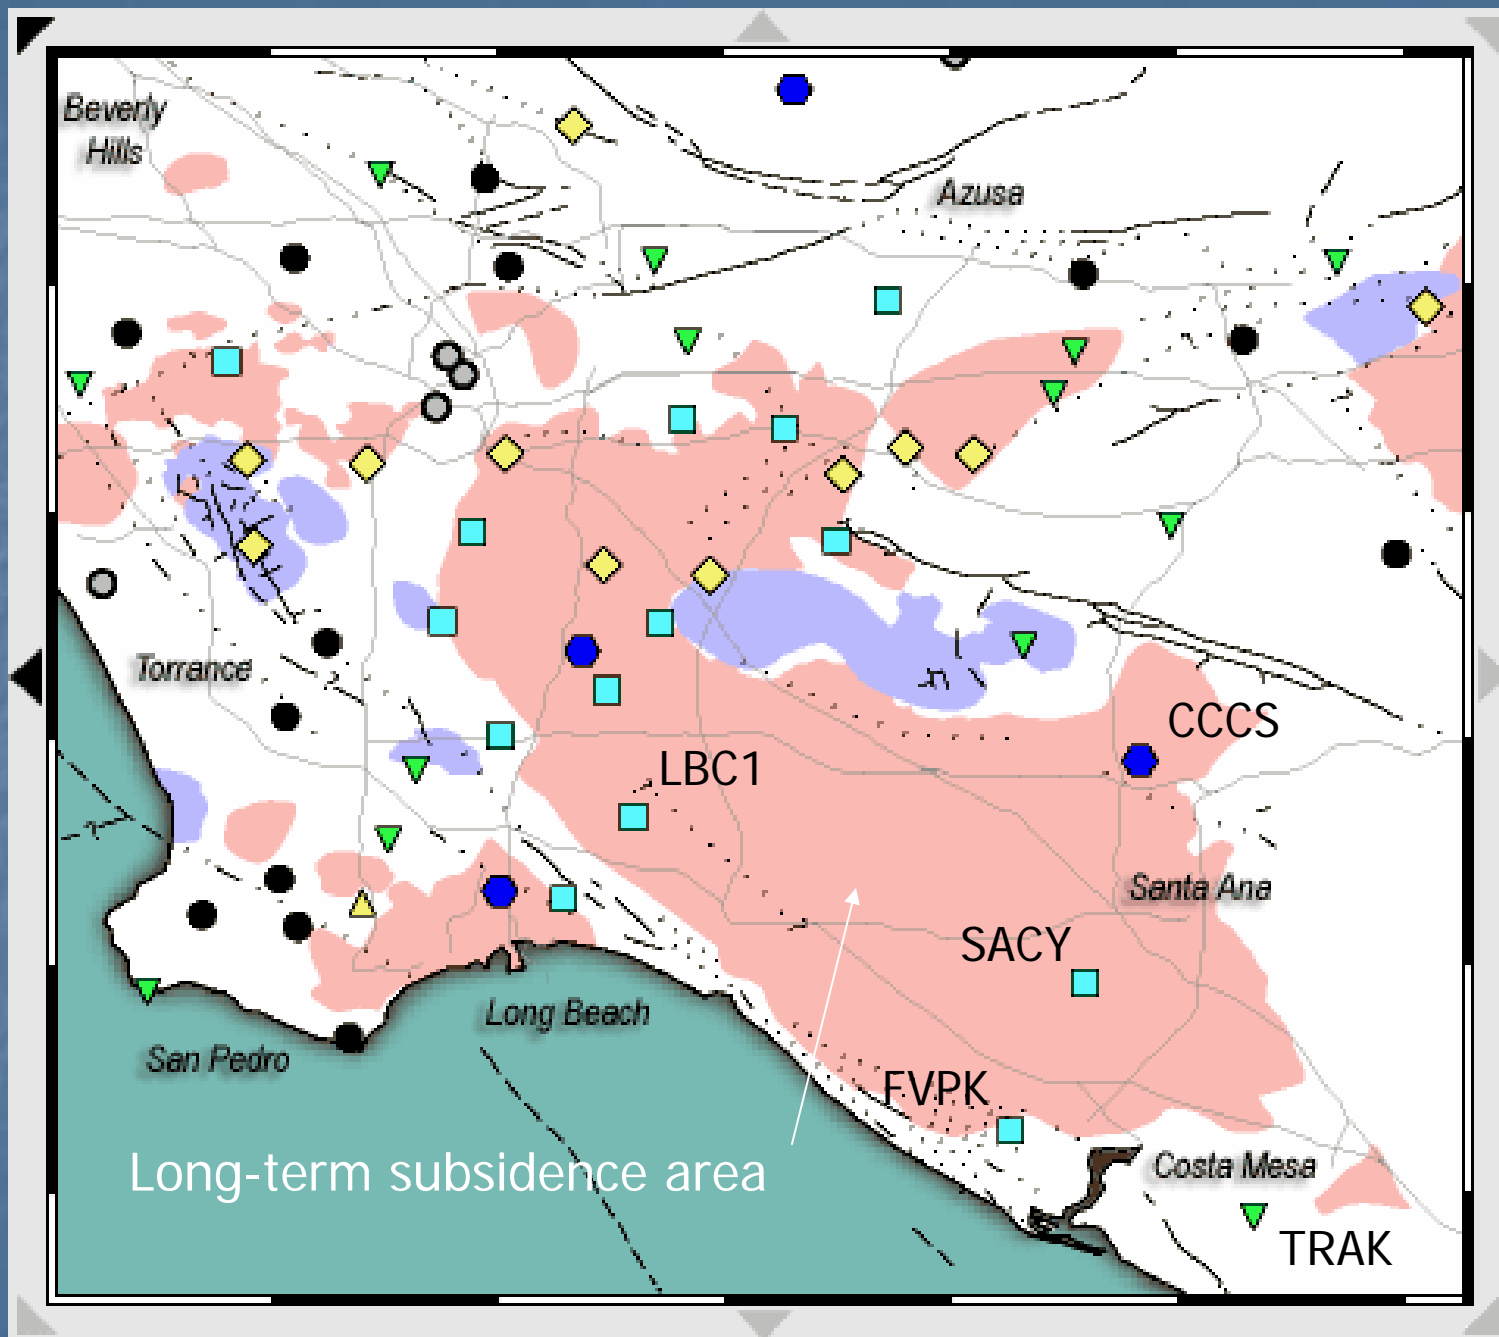 Beverly
Hills
Azusa
Torrance
CCCS
LBC1
Santa Ana
SACY
Long Beach
San Pedro
FVPK
Long-term subsidence area
Costa Mesa
TRAK